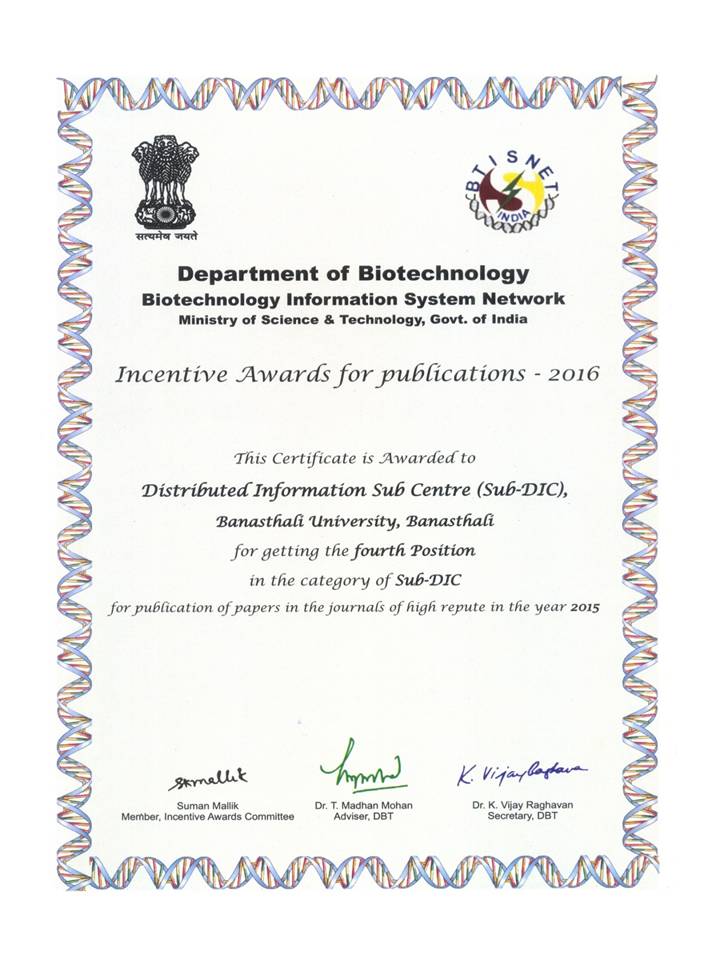 सत्यमेव जयते
BTISNET
INDIA
Department of Biotechnology
Biotechnology Information System Network
Ministry of Science & Technology, Govt. of India
Incentive Awards for publications - 2016
This Certificate is Awarded to
Distributed Information Sub Centre (Sub-DIC),
Banasthali University, Banasthali
for getting the fourth Position
in the category of Sub-DIC
for publication of papers in the journals of high repute in the year 2015
SKmallik
K. VijayRaghavan
Suman Mallik
Dr. T. Madhan Mohan
Dr. K. Vijay Raghavan
Member, Incentive Awards Committee
Adviser, DBT
Secretary, DBT